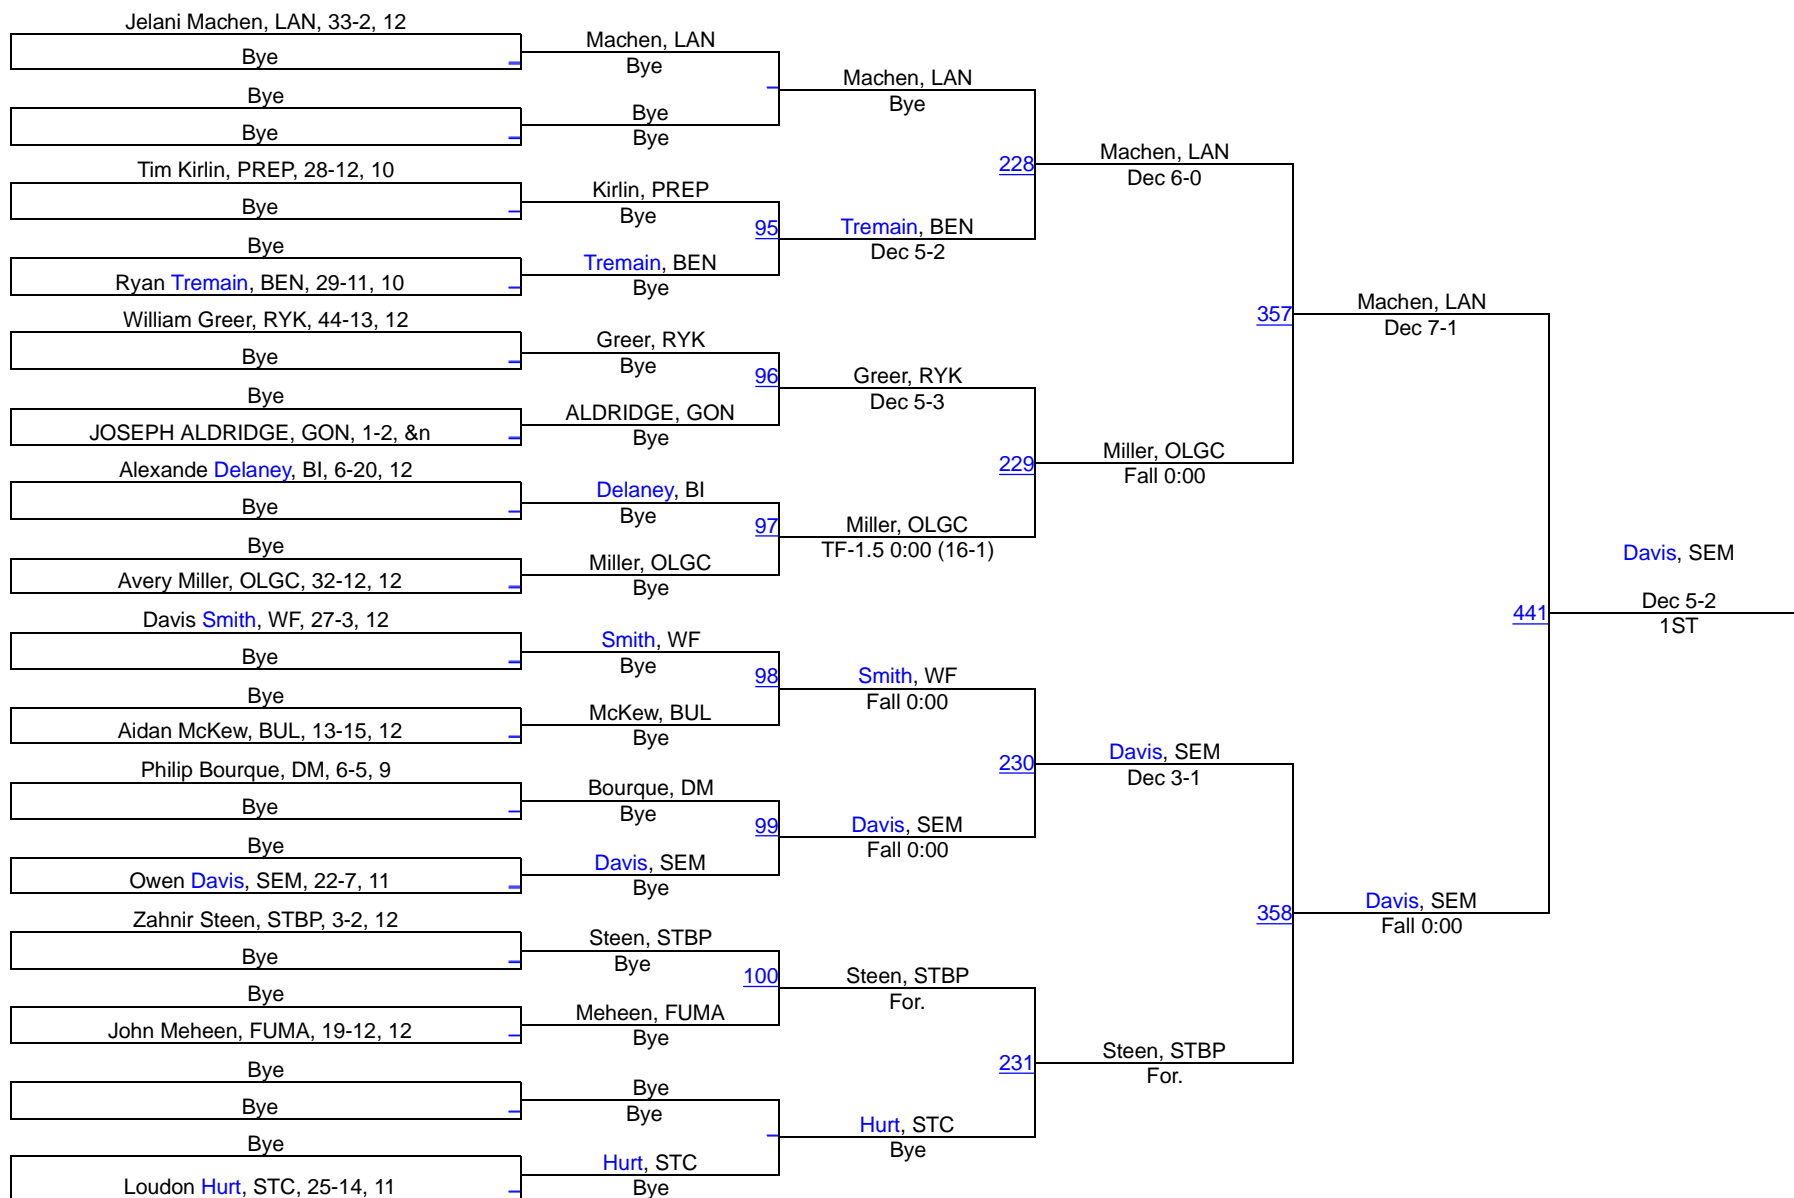 Jelani Machen, LAN, 33-2, 12
Bye
Bye
Bye
Tim Kirlin, PREP, 28-12, 10
Bye
Bye
Ryan Tremain, BEN, 29-11, 10
William Greer, RYK, 44-13, 12
Bye
Bye
JOSEPH ALDRIDGE, GON, 1-2, &n
Alexande Delaney, BI, 6-20, 12
Bye
Bye
Avery Miller, OLGC, 32-12, 12
Davis Smith, WF, 27-3, 12
Bye
Bye
Aidan McKew, BUL, 13-15, 12
Philip Bourque, DM, 6-5, 9
Bye
Bye
Owen Davis, SEM, 22-7, 11
Zahnir Steen, STBP, 3-2, 12
Bye
Bye
John Meheen, FUMA, 19-12, 12
Bye
Bye
Bye
Loudon Hurt, STC, 25-14, 11
Machen, LAN
Bye
Bye
Bye
Kirlin, PREP
Bye
95
Tremain, BEN
Bye
Greer, RYK
Bye
96
ALDRIDGE, GON
Bye
Delaney, BI
Bye
97
Miller, OLGC
Bye
Smith, WF
Bye
98
McKew, BUL
Bye
Bourque, DM
Bye
99
Davis, SEM
Bye
Steen, STBP
Bye
100
Meheen, FUMA
Bye
Bye
Bye
Hurt, STC
Bye
Machen, LAN
Bye
228
Tremain, BEN
Dec 5-2
Greer, RYK
Dec 5-3
229
Miller, OLGC
TF-1.5 0:00 (16-1)
Smith, WF
Fall 0:00
230
Davis, SEM
Fall 0:00
Steen, STBP
For.
231
Hurt, STC
Bye
Machen, LAN
Dec 6-0
357
Miller, OLGC
Fall 0:00
Davis, SEM
Dec 3-1
358
Steen, STBP
For.
Machen, LAN
Dec 7-1
441
Davis, SEM
Fall 0:00
Davis, SEM
Dec 5-2
1ST